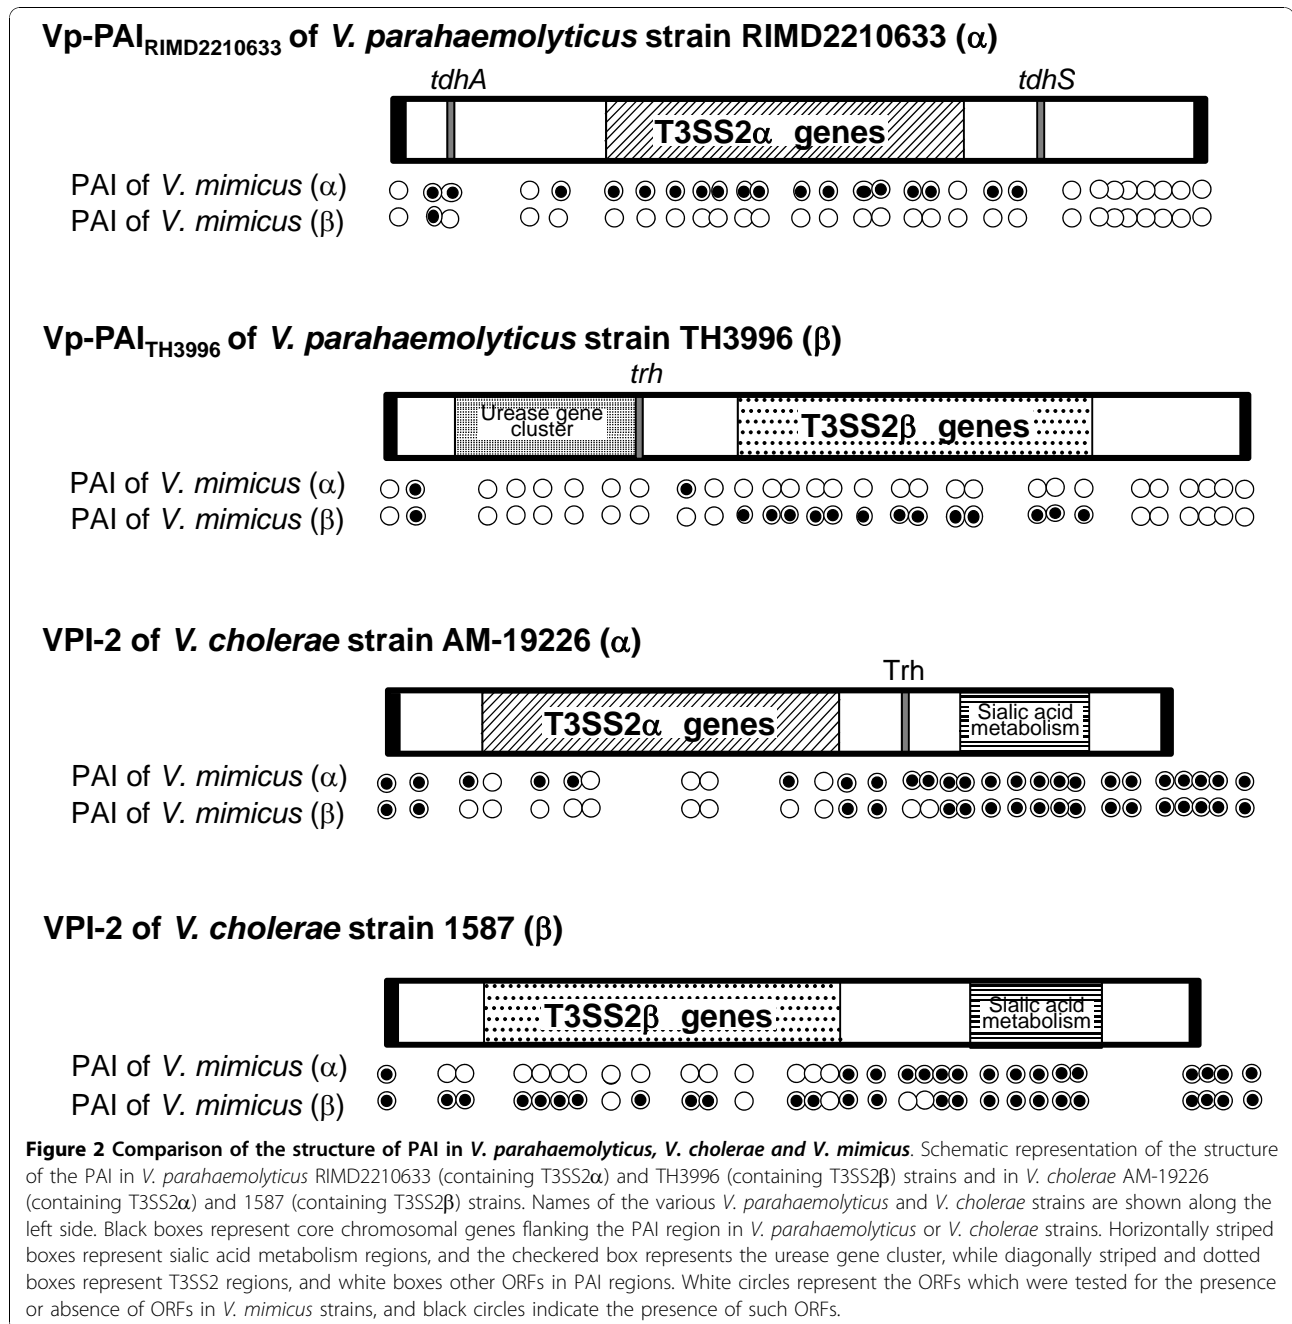 Vp-PAIRIMD2210633 of V. parahaemolyticus strain RIMD2210633 (α)
tdhA
tdhS
T3SS2α genes
PAI of V. mimicus (α)
PAI of V. mimicus (β)
Vp-PAITH3996 of V. parahaemolyticus strain TH3996 (β)
trh
Urease gene
cluster
T3SS2β genes
PAI of V. mimicus (α)
PAI of V. mimicus (β)
VPI-2 of V. cholerae strain AM-19226 (α)
Trh
T3SS2α genes
Sialic acid
metabolism
PAI of V. mimicus (α)
PAI of V. mimicus (β)
VPI-2 of V. cholerae strain 1587 (β)
T3SS2β genes
Sialic acid
metabolism
PAI of V. mimicus (α)
PAI of V. mimicus (β)
Figure 2 Comparison of the structure of PAI in V. parahaemolyticus, V. cholerae and V. mimicus. Schematic representation of the structure
of the PAI in V. parahaemolyticus RIMD2210633 (containing T3SS2α) and TH3996 (containing T3SS2β) strains and in V. cholerae AM-19226
(containing T3SS2α) and 1587 (containing T3SS2β) strains. Names of the various V. parahaemolyticus and V. cholerae strains are shown along the
left side. Black boxes represent core chromosomal genes flanking the PAI region in V. parahaemolyticus or V. cholerae strains. Horizontally striped
boxes represent sialic acid metabolism regions, and the checkered box represents the urease gene cluster, while diagonally striped and dotted
boxes represent T3SS2 regions, and white boxes other ORFs in PAI regions. White circles represent the ORFs which were tested for the presence
or absence of ORFs in V. mimicus strains, and black circles indicate the presence of such ORFs.